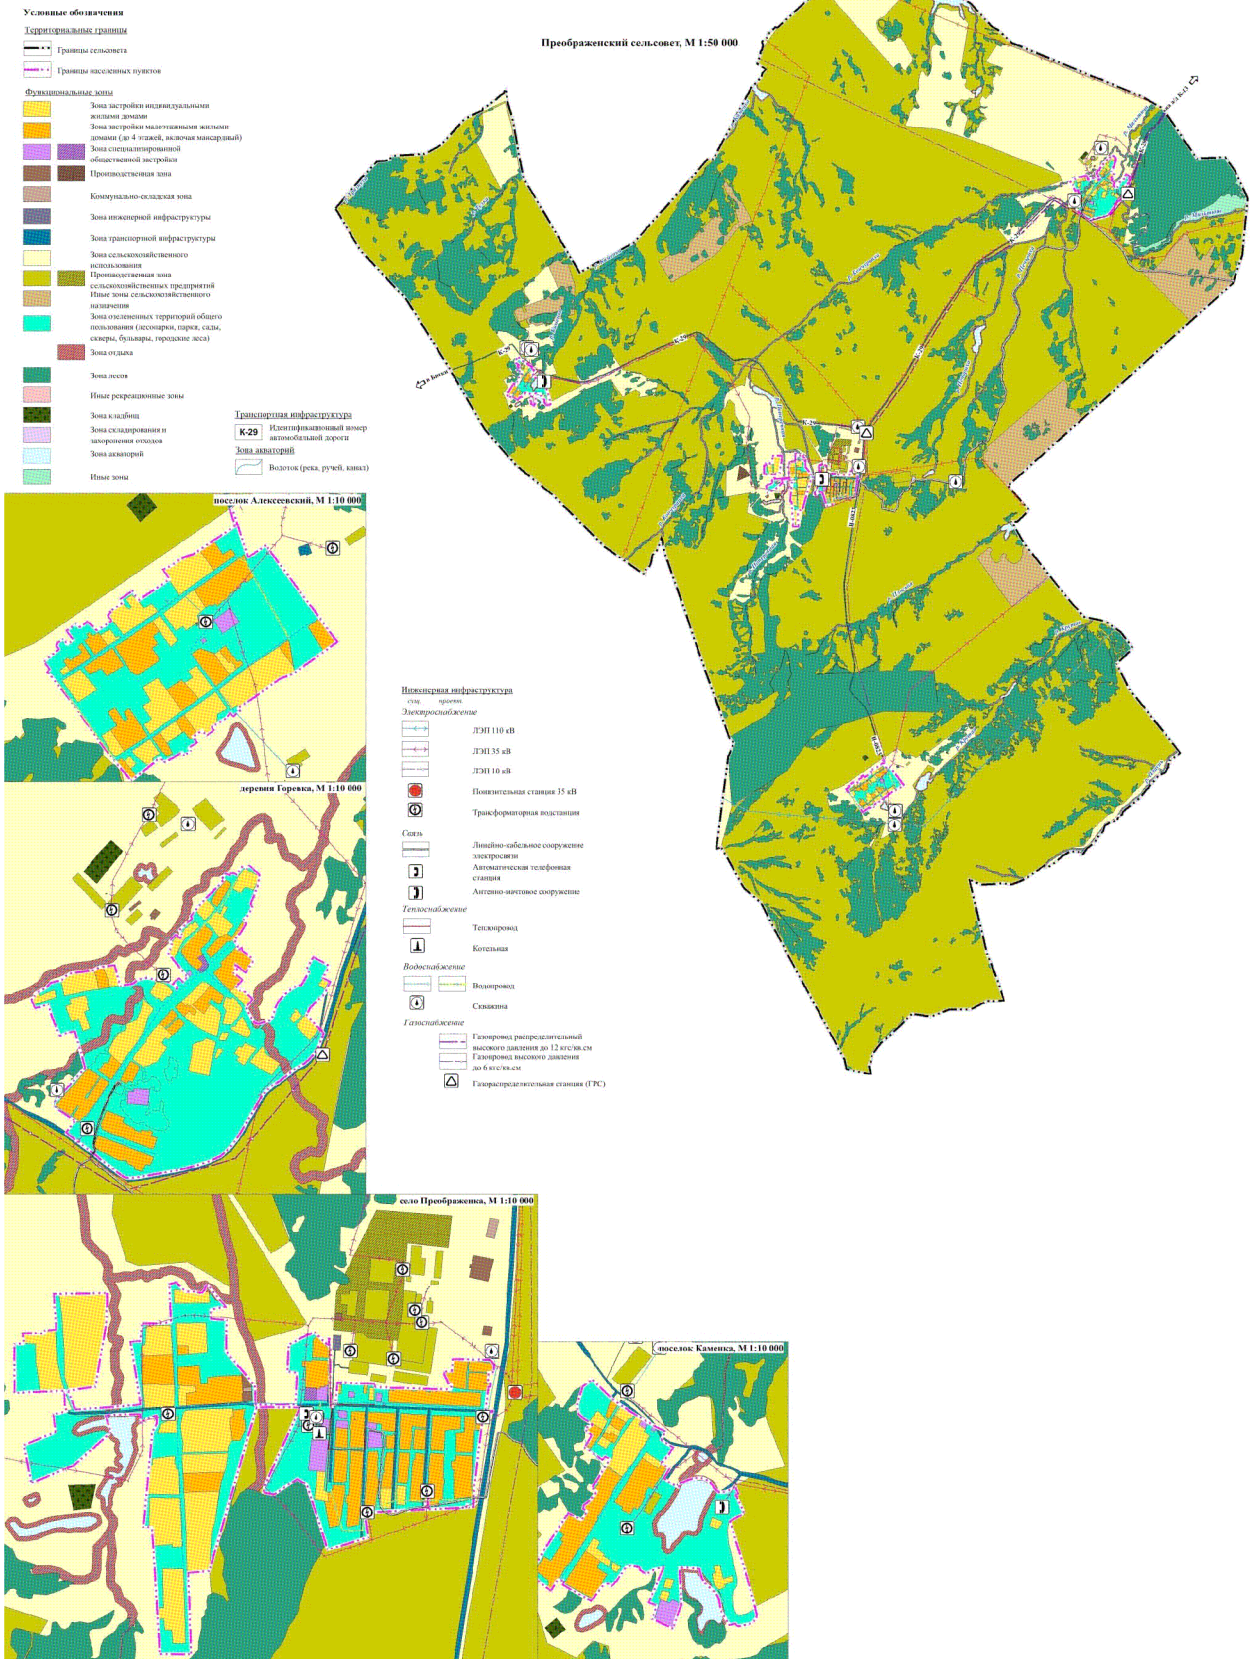 Условные обозначения
Территориальные границы
Границы сельсовета
Границы населенных пунктов
Функциональные зоны
Зона застройки индивидуальными
жилыми домами
Зона застройки малоэтажными жилыми
домами (до 4 этажей, включая мансардный)
Зона специализированной
общественной застройки
Производственная зона
Коммунально-складская зона
Зона инженерной инфраструктуры
Зона транспортной инфраструктуры
Зона сельскохозяйственного
использования
Производственная зона
сельскохозяйственных предприятий
Иные зоны сельскохозяйственного
назначения
Зона озелененных территорий общего
пользования (лесопарки, парки, сады,
скверы, бульвары, городские леса)
Зона отдыха
Зона лесов
Иные рекреационные зоны
Зона кладбищ
Зона складирования и
захоронения отходов
Зона акваторий
Иные зоны
Транспортная инфраструктура
К-29
Идентификационный номер
автомобильной дороги
Зона акваторий
Водоток (река, ручей, канал)
Преображенский сельсовет, М 1:50 000
К-29
К-29
К-29
К-29
К-29
поселок Алексеевский, М 1:10 000
деревня Горевка, М 1:10 000
Инженерная инфраструктура
сущ. проект.
Электроснабжение
ЛЭП 110 кВ
ЛЭП 35 кВ
ЛЭП 10 кВ
Понизительная станция 35 кВ
Трансформаторная подстанция
Связь
Линейно-кабельное сооружение
электросвязи
Автоматическая телефонная
станция
Антенно-мачтовое сооружение
Теплоснабжение
Теплопровод
Котельная
Водоснабжение
Водопровод
Скважина
Газоснабжение
Газопровод распределительный
высокого давления до 12 кгс/кв.см
Газопровод высокого давления
до 6 кгс/кв.см
Газораспределительная станция (ГРС)
село Преображенка, М 1:10 000
поселок Каменка, М 1:10 000